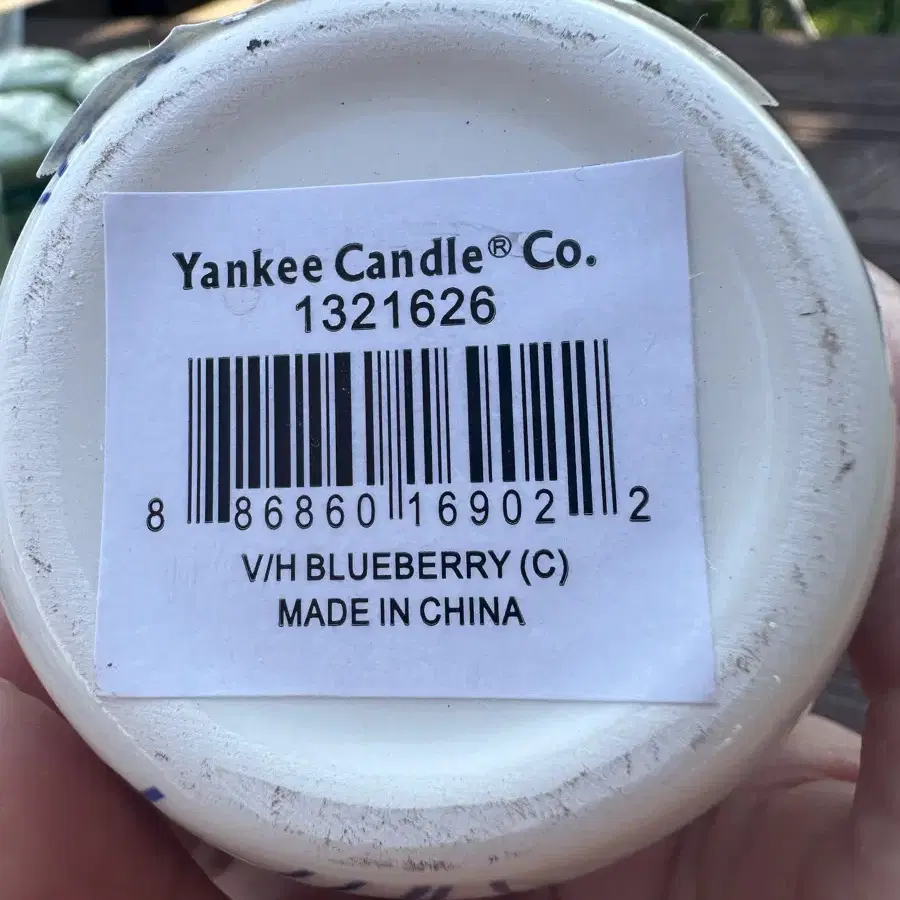 Yankee Candle® Co.
1321626
8 86860 16902 2
V/H BLUEBERRY (C)
MADE IN CHINA